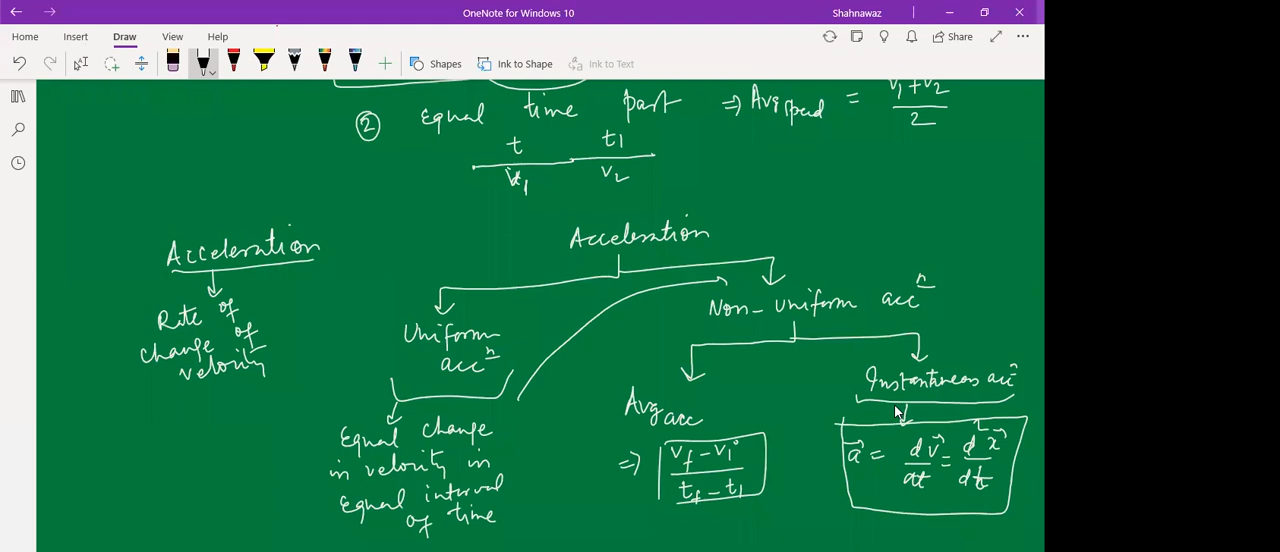 OneNote for Windows 10
Shahnawaz
Home Insert Draw View Help
Share
Shapes
Ink to Shape
Ink to Text
② Equal time part ⇒ Avg speed = v₁ + v₂ / 2
t t1
v₁ v₂
Acceleration
Rate of
change of
velocity
Acceleration
Uniform
accⁿ
Equal change
in velocity in
Equal interval
of time
Non-uniform accⁿ
Avg acc
⇒ vf - vi / tf - t1
Instantaneous accⁿ
a⃗ = dv⃗/dt = d²x⃗/dt